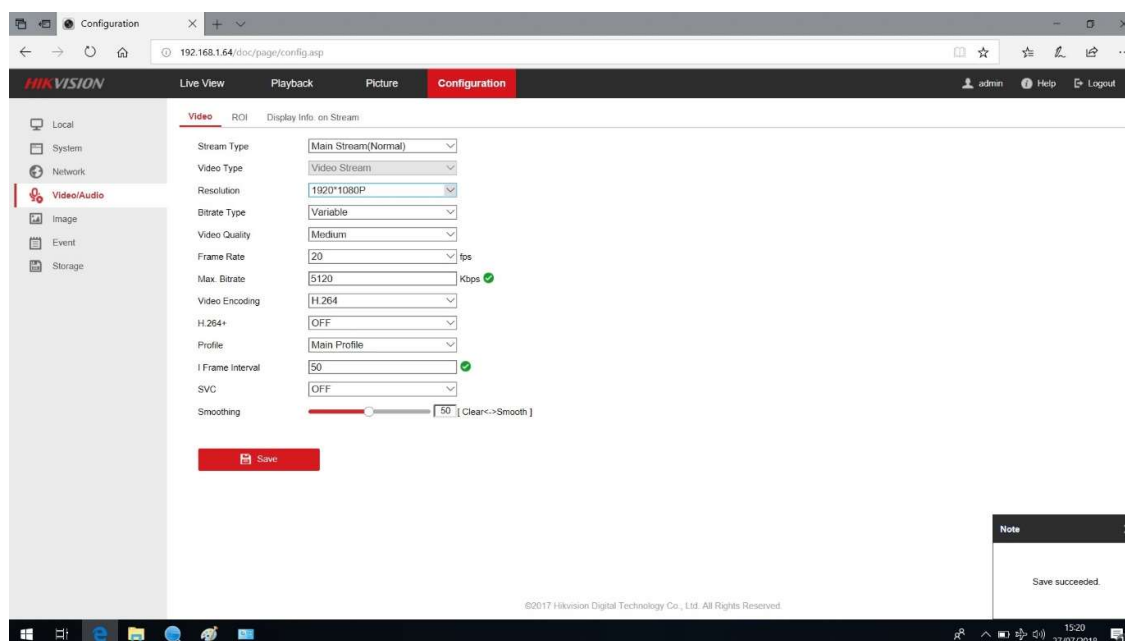 Configuration
192.168.1.64/doc/page/config.asp
HIKVISION Live View Playback Picture Configuration admin Help Logout
Local
System
Network
Video/Audio
Image
Event
Storage
Video ROI Display Info. on Stream
Stream Type Main Stream(Normal)
Video Type Video Stream
Resolution 1920*1080P
Bitrate Type Variable
Video Quality Medium
Frame Rate 20 fps
Max. Bitrate 5120 Kbps
Video Encoding H.264
H.264+ OFF
Profile Main Profile
I Frame Interval 50
SVC OFF
Smoothing 50 [ Clear<->Smooth ]
Save
Note
Save succeeded.
©2017 Hikvision Digital Technology Co., Ltd. All Rights Reserved.
15:20
27/07/2018